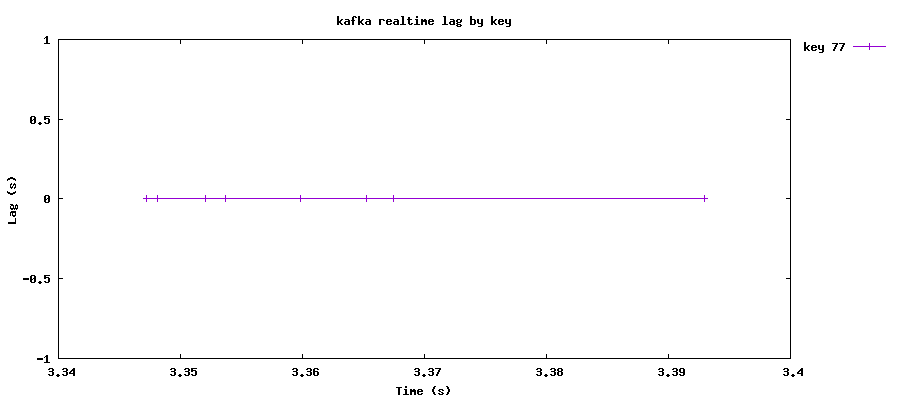 kafka realtime lag by key
key 77
1
0.5
0
-0.5
-1
Lag (s)
3.34 3.35 3.36 3.37 3.38 3.39 3.4
Time (s)